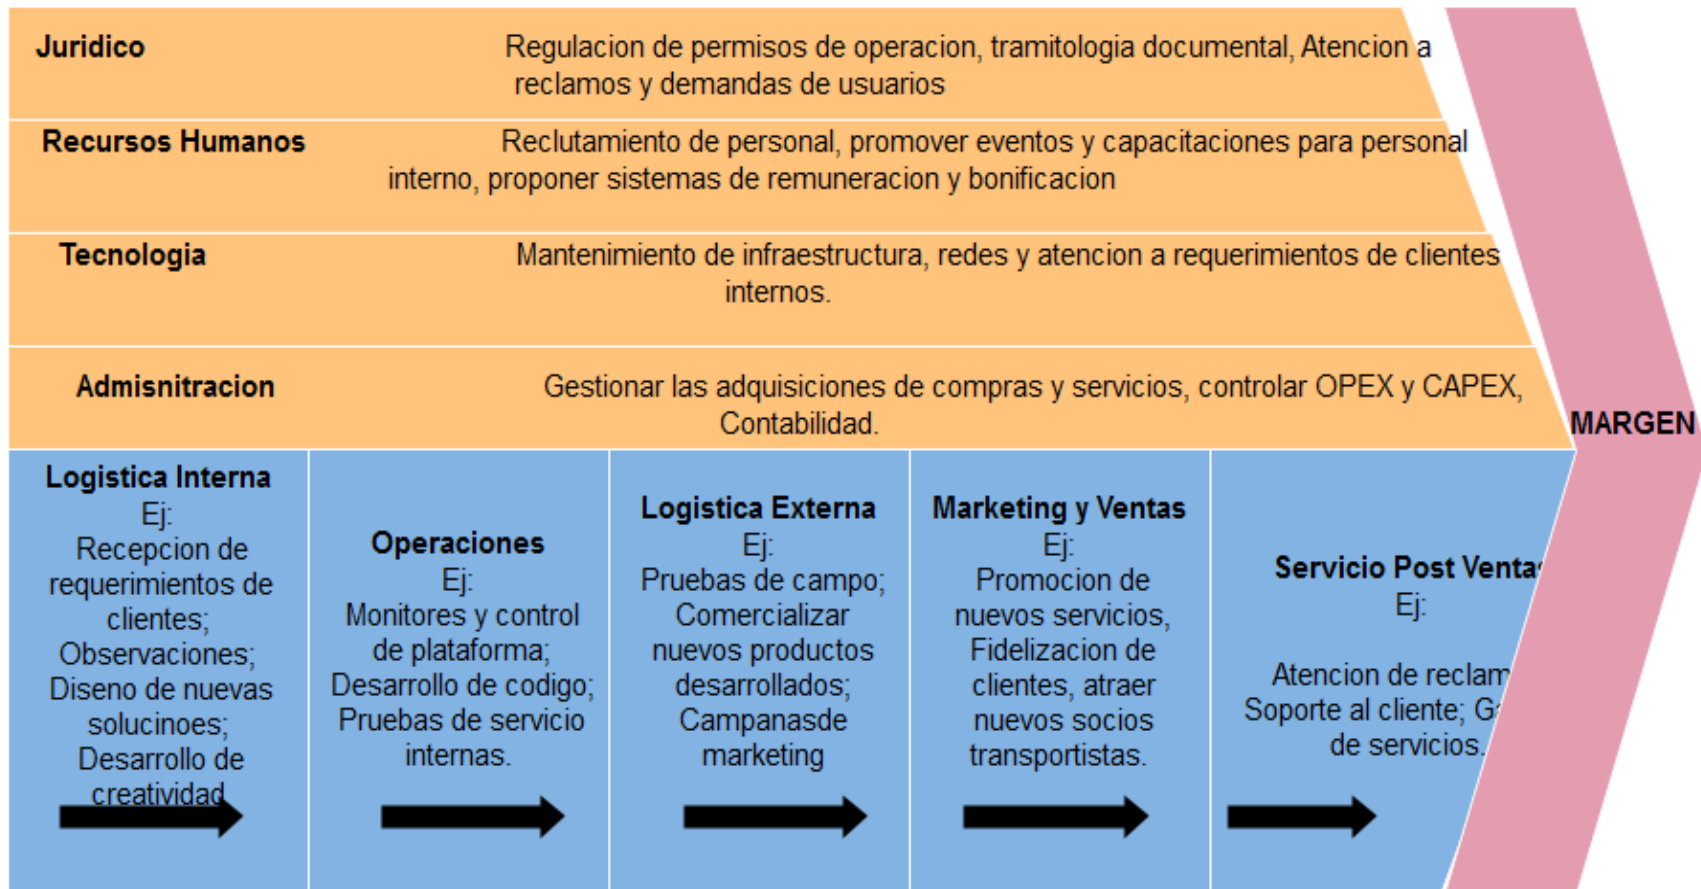 Juridico Regulacion de permisos de operacion, tramitologia documental, Atencion a
reclamos y demandas de usuarios
Recursos Humanos Reclutamiento de personal, promover eventos y capacitaciones para personal
interno, proponer sistemas de remuneracion y bonificacion
Tecnologia Mantenimiento de infraestructura, redes y atencion a requerimientos de clientes
internos.
Admisnitracion Gestionar las adquisiciones de compras y servicios, controlar OPEX y CAPEX,
Contabilidad.
MARGEN
Logistica Interna
Ej:
Recepcion de
requerimientos de
clientes;
Observaciones;
Diseno de nuevas
solucinoes;
Desarrollo de
creatividad
Operaciones
Ej:
Monitores y control
de plataforma;
Desarrollo de codigo;
Pruebas de servicio
internas.
Logistica Externa
Ej:
Pruebas de campo;
Comercializar
nuevos productos
desarrollados;
Campanasde
marketing
Marketing y Ventas
Ej:
Promocion de
nuevos servicios,
Fidelizacion de
clientes, atraer
nuevos socios
transportistas.
Servicio Post Ventas
Ej:
Atencion de
Soporte al cliente;
de servicios.